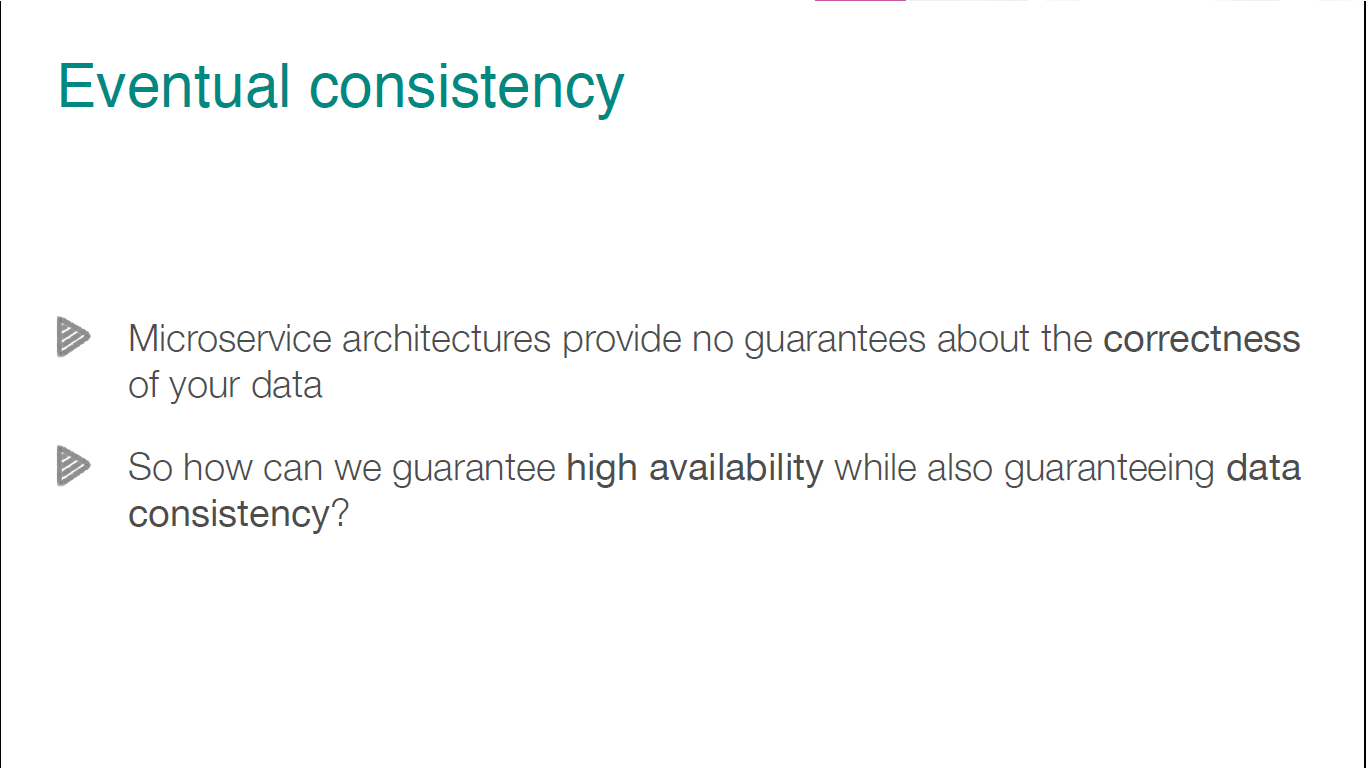 Eventual consistency
Microservice architectures provide no guarantees about the correctness
of your data
So how can we guarantee high availability while also guaranteeing data
consistency?